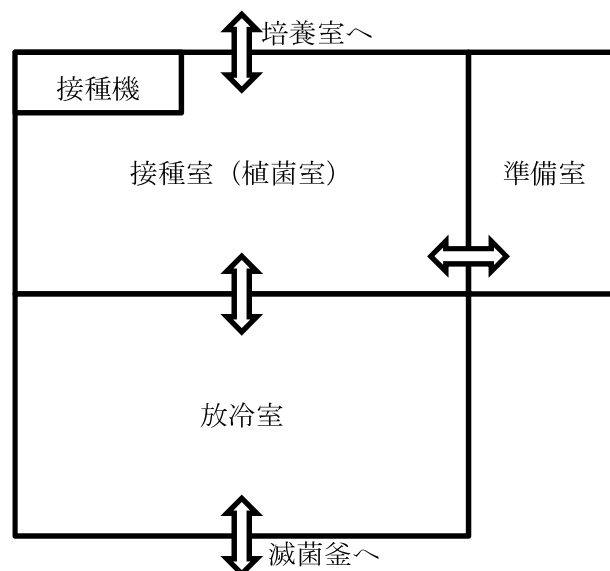 培養室へ
接種機
接種室（植菌室）
準備室
放冷室
滅菌釜へ